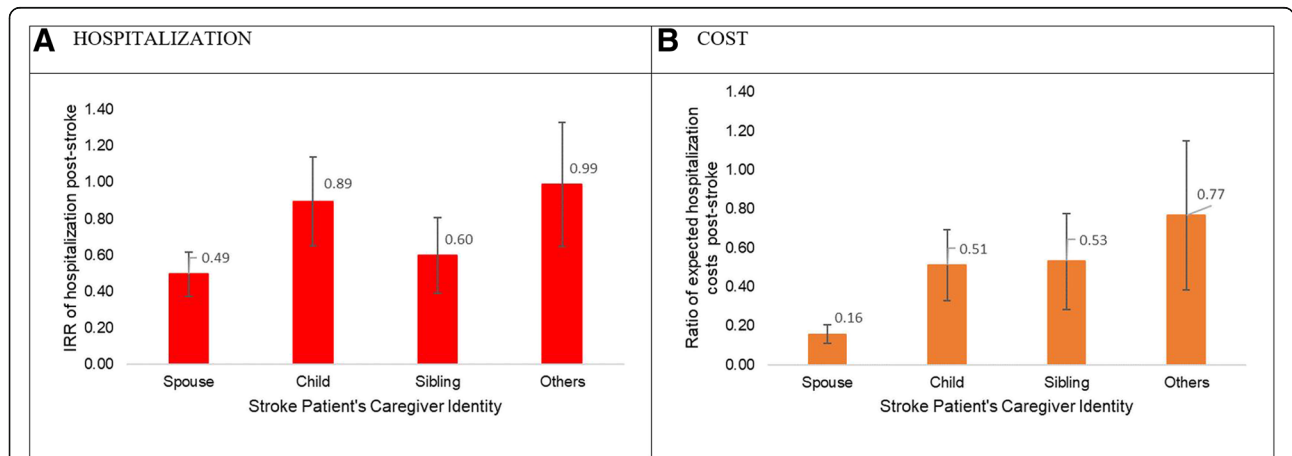 A HOSPITALIZATION
IRR of hospitalization post-stroke
1.40
1.20
1.00
0.80
0.60
0.40
0.20
0.00
0.49
0.89
0.60
0.99
Spouse Child Sibling Others
Stroke Patient's Caregiver Identity
B COST
Ratio of expected hospitalization
costs post-stroke
1.40
1.20
1.00
0.80
0.60
0.40
0.20
0.00
0.16
0.51
0.53
0.77
Spouse Child Sibling Others
Stroke Patient's Caregiver Identity